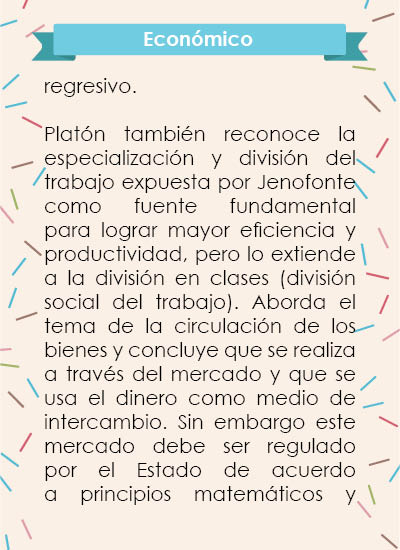 Económico
regresivo.
Platón también reconoce la
especialización y división del
trabajo expuesta por Jenofonte
como fuente fundamental
para lograr mayor eficiencia y
productividad, pero lo extiende
a la división en clases (división
social del trabajo). Aborda el
tema de la circulación de los
bienes y concluye que se realiza
a través del mercado y que se
usa el dinero como medio de
intercambio. Sin embargo este
mercado debe ser regulado
por el Estado de acuerdo
a principios matemáticos y